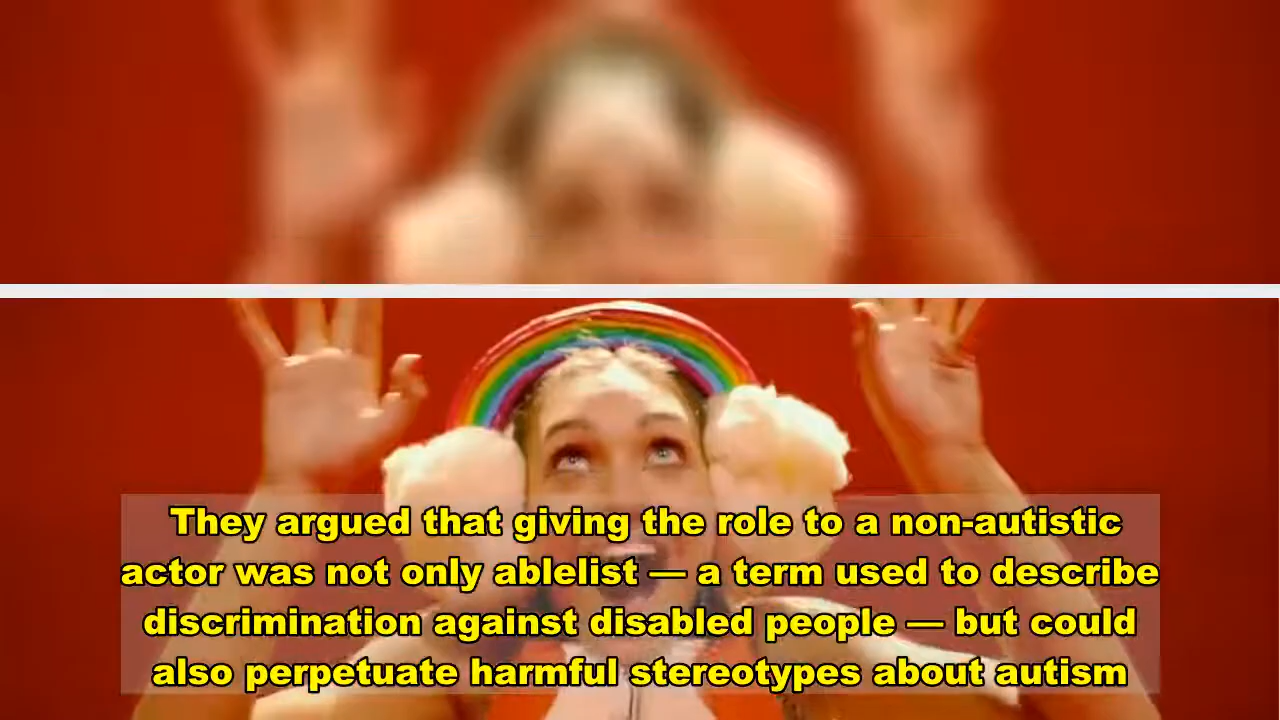 They argued that giving the role to a non-autistic
actor was not only ablelist — a term used to describe
discrimination against disabled people — but could
also perpetuate harmful stereotypes about autism